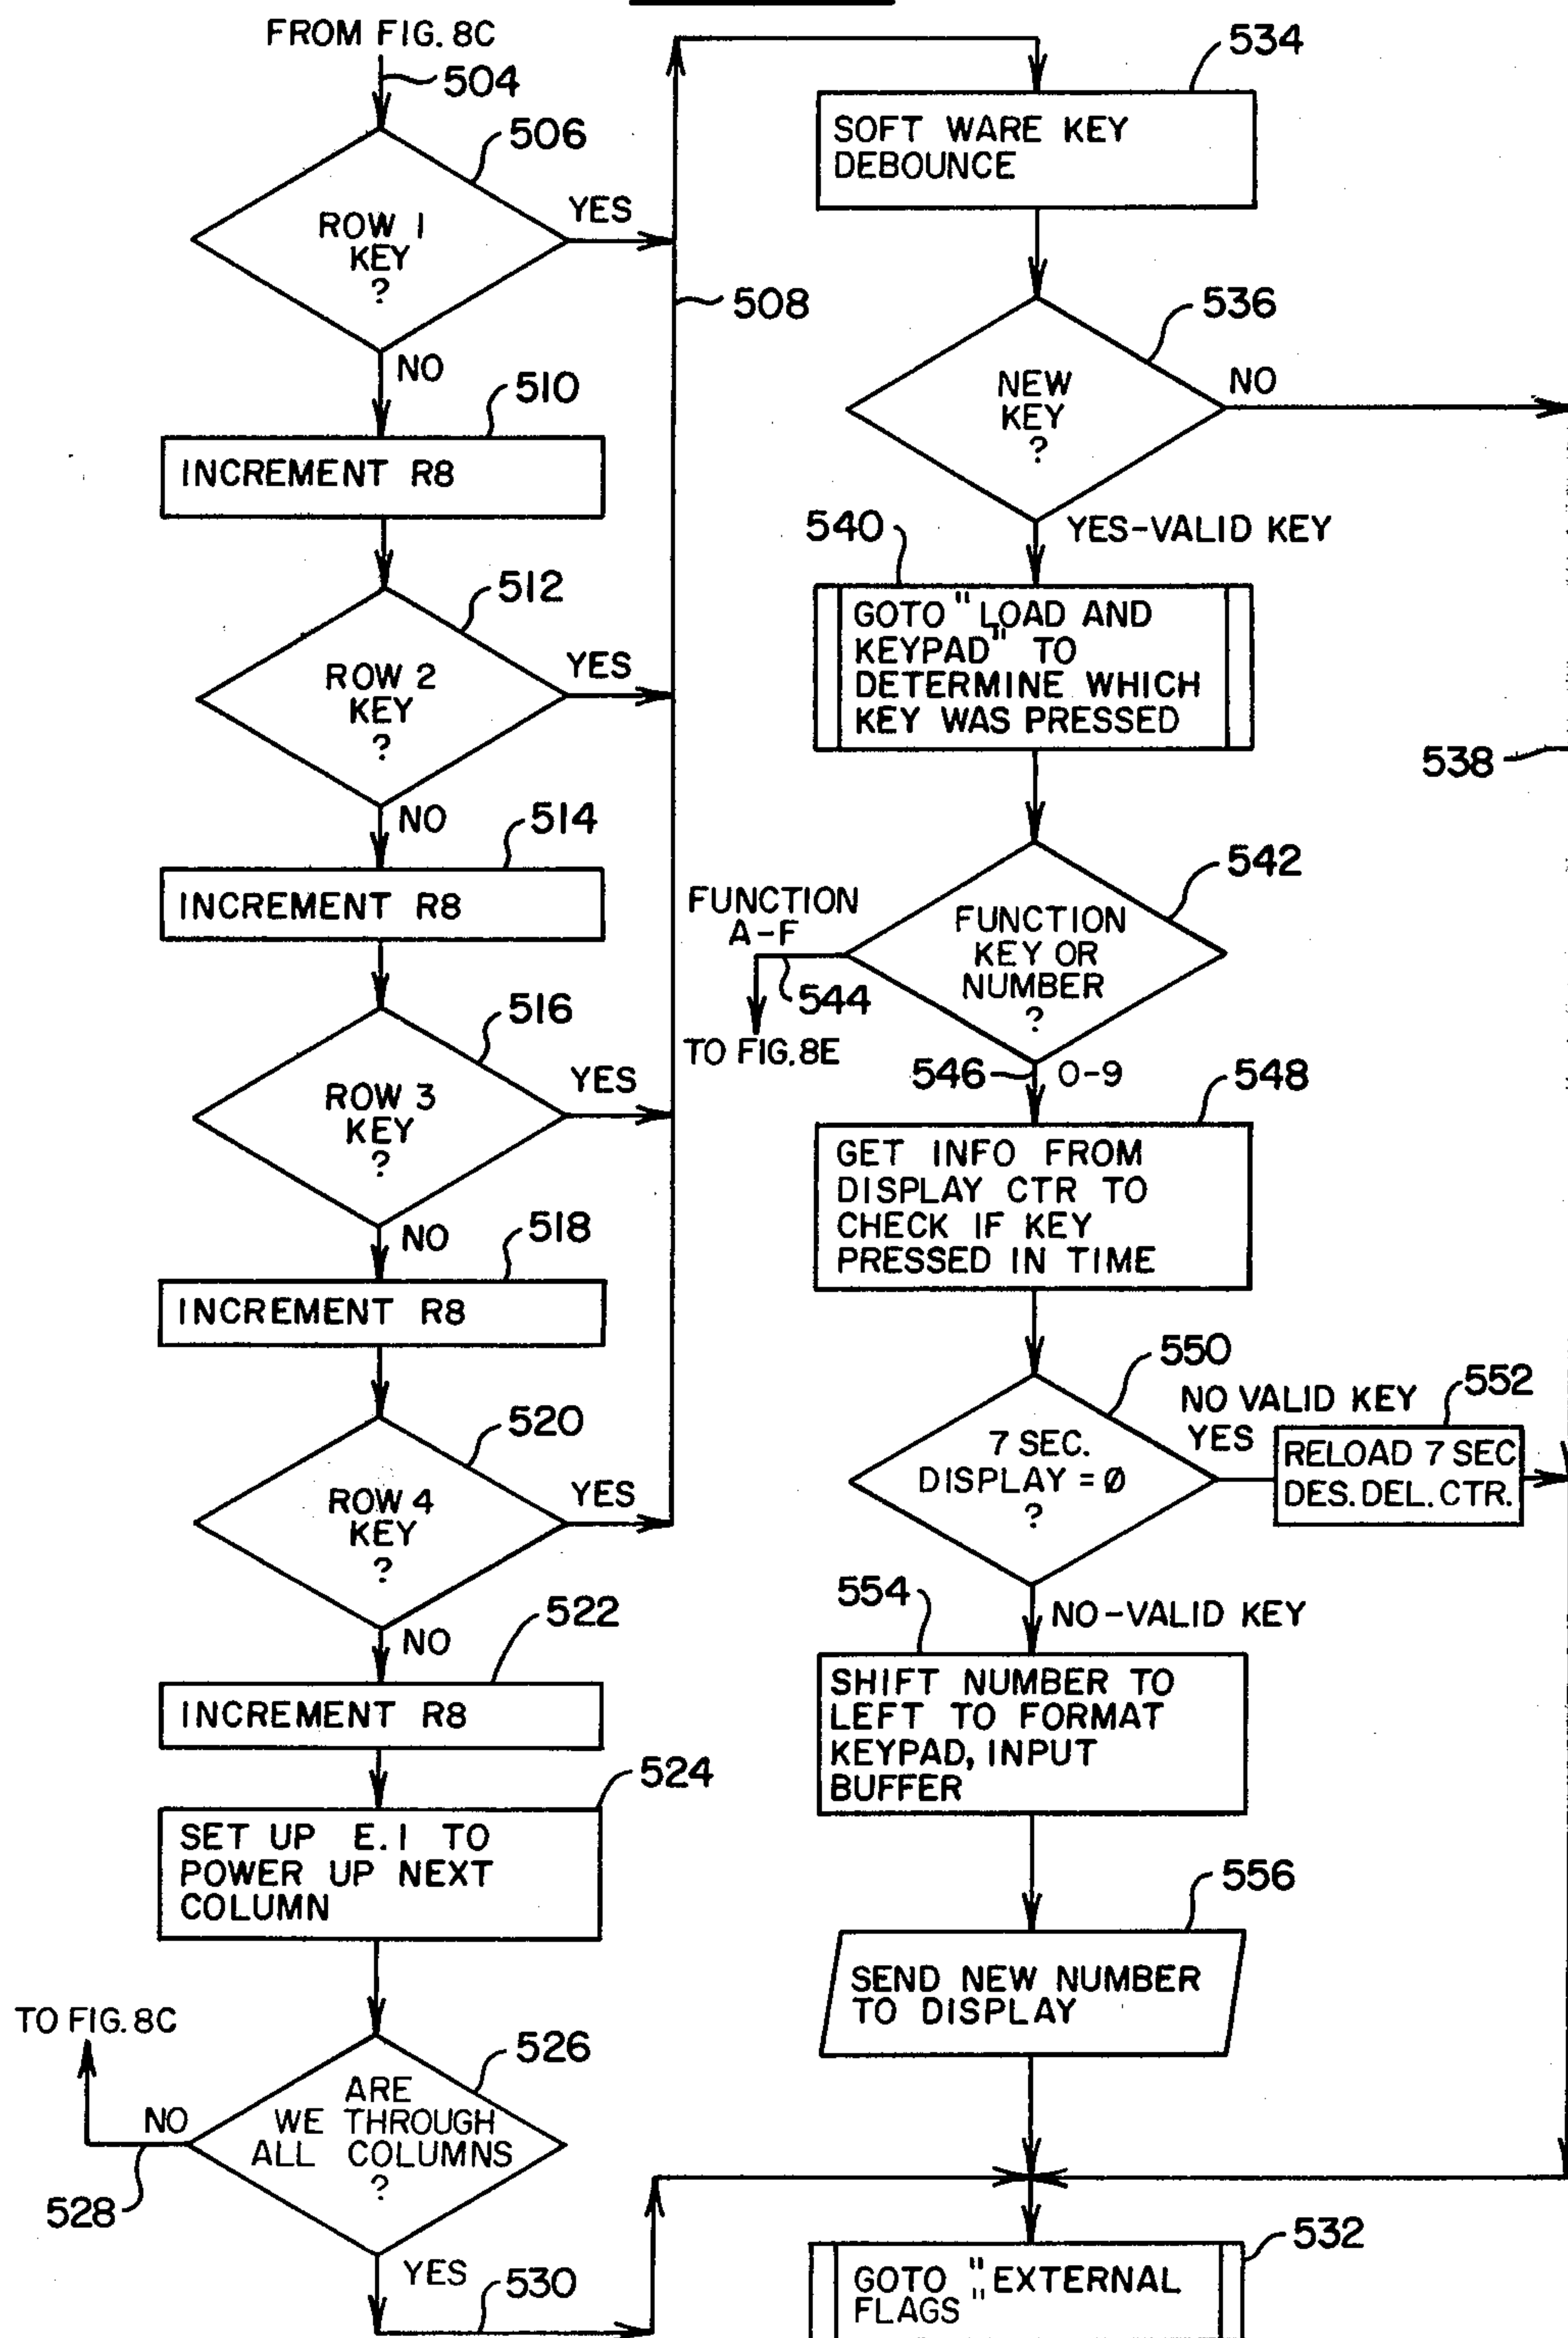 FROM FIG. 8C
504
506
ROW 1
KEY
?
YES
508
NO
510
INCREMENT R8
512
ROW 2
KEY
?
YES
NO
514
INCREMENT R8
516
ROW 3
KEY
?
YES
NO
518
INCREMENT R8
520
ROW 4
KEY
?
YES
NO
522
INCREMENT R8
524
SET UP E.1 TO
POWER UP NEXT
COLUMN
526
ARE
WE THROUGH
ALL COLUMNS
?
NO
TO FIG. 8C
528
YES
530
534
SOFT WARE KEY
DEBOUNCE
536
NEW
KEY
?
NO
538
YES-VALID KEY
540
GOTO "LOAD AND
KEYPAD" TO
DETERMINE WHICH
KEY WAS PRESSED
542
FUNCTION
KEY OR
NUMBER
?
FUNCTION
A-F
544
TO FIG. 8E
546
0-9
548
GET INFO FROM
DISPLAY CTR TO
CHECK IF KEY
PRESSED IN TIME
550
7 SEC.
DISPLAY = Ø
?
NO VALID KEY
YES
552
RELOAD 7 SEC
DES. DEL. CTR.
NO-VALID KEY
554
SHIFT NUMBER TO
LEFT TO FORMAT
KEYPAD, INPUT
BUFFER
556
SEND NEW NUMBER
TO DISPLAY
532
GOTO "EXTERNAL
FLAGS"